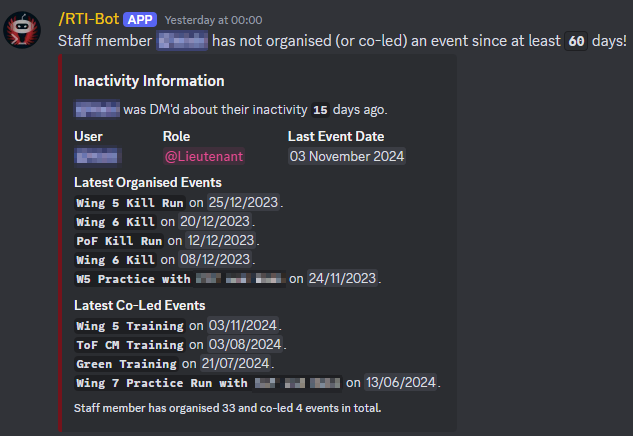 /RTI-Bot APP Yesterday at 00:00
Staff member has not organised (or co-led) an event since at least 60 days!
Inactivity Information
was DM'd about their inactivity 15 days ago.
User Role Last Event Date
@Lieutenant 03 November 2024
Latest Organised Events
Wing 5 Kill Run on 25/12/2023.
Wing 6 Kill on 20/12/2023.
PoF Kill Run on 12/12/2023.
Wing 6 Kill on 08/12/2023.
W5 Practice with on 24/11/2023.
Latest Co-Led Events
Wing 5 Training on 03/11/2024.
ToF CM Training on 03/08/2024.
Green Training on 21/07/2024.
Wing 7 Practice Run with on 13/06/2024.
Staff member has organised 33 and co-led 4 events in total.